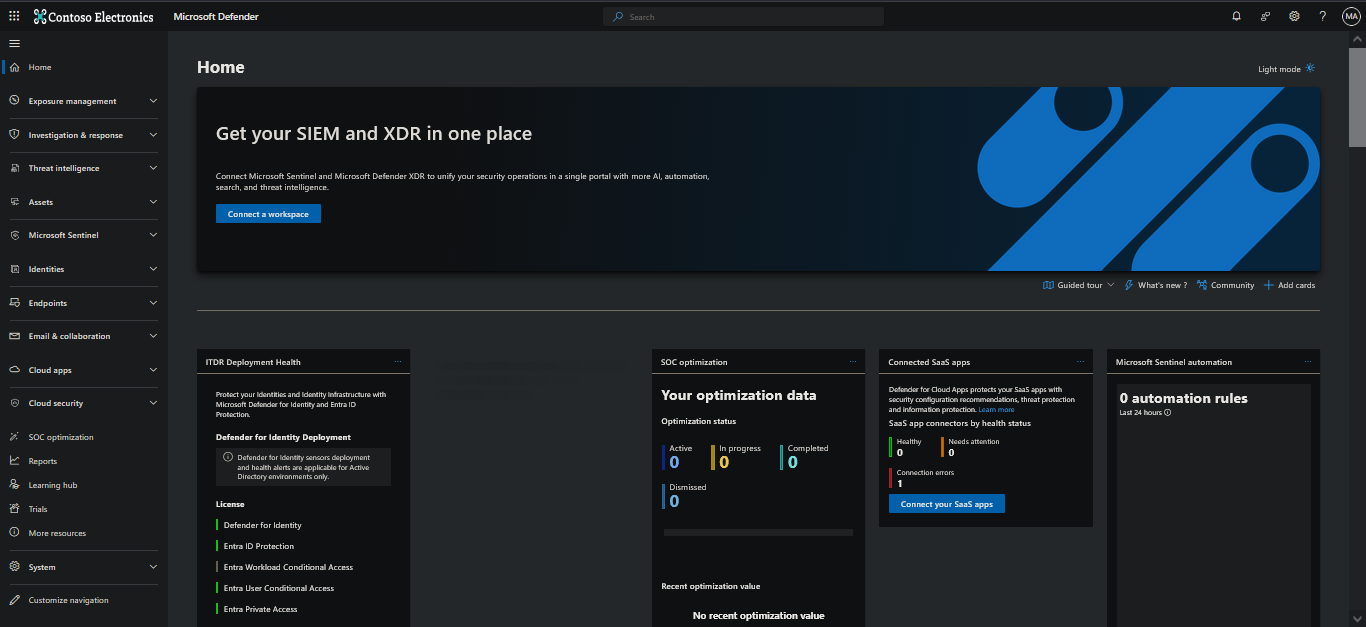 Contoso Electronics
Microsoft Defender
Search
MA
Home
Exposure management
Investigation & response
Threat intelligence
Assets
Microsoft Sentinel
Identities
Endpoints
Email & collaboration
Cloud apps
Cloud security
SOC optimization
Reports
Learning hub
Trials
More resources
System
Customize navigation
Home
Light mode
Get your SIEM and XDR in one place
Connect Microsoft Sentinel and Microsoft Defender XDR to unify your security operations in a single portal with more AI, automation,
search, and threat intelligence.
Connect a workspace
Guided tour
What's new ?
Community
Add cards
ITDR Deployment Health
Protect your Identities and Identity Infrastructure with
Microsoft Defender for Identity and Entra ID
Protection.
Defender for Identity Deployment
Defender for Identity sensors deployment
and health alerts are applicable for Active
Directory environments only.
License
Defender for Identity
Entra ID Protection
Entra Workload Conditional Access
Entra User Conditional Access
Entra Private Access
SOC optimization
Your optimization data
Optimization status
Active
0
In progress
0
Completed
0
Dismissed
0
Recent optimization value
No recent optimization value
Connected SaaS apps
Defender for Cloud Apps protects your SaaS apps with
security configuration recommendations, threat protection
and information protection. Learn more
SaaS app connectors by health status
Healthy
0
Needs attention
0
Connection errors
1
Connect your SaaS apps
Microsoft Sentinel automation
0 automation rules
Last 24 hours